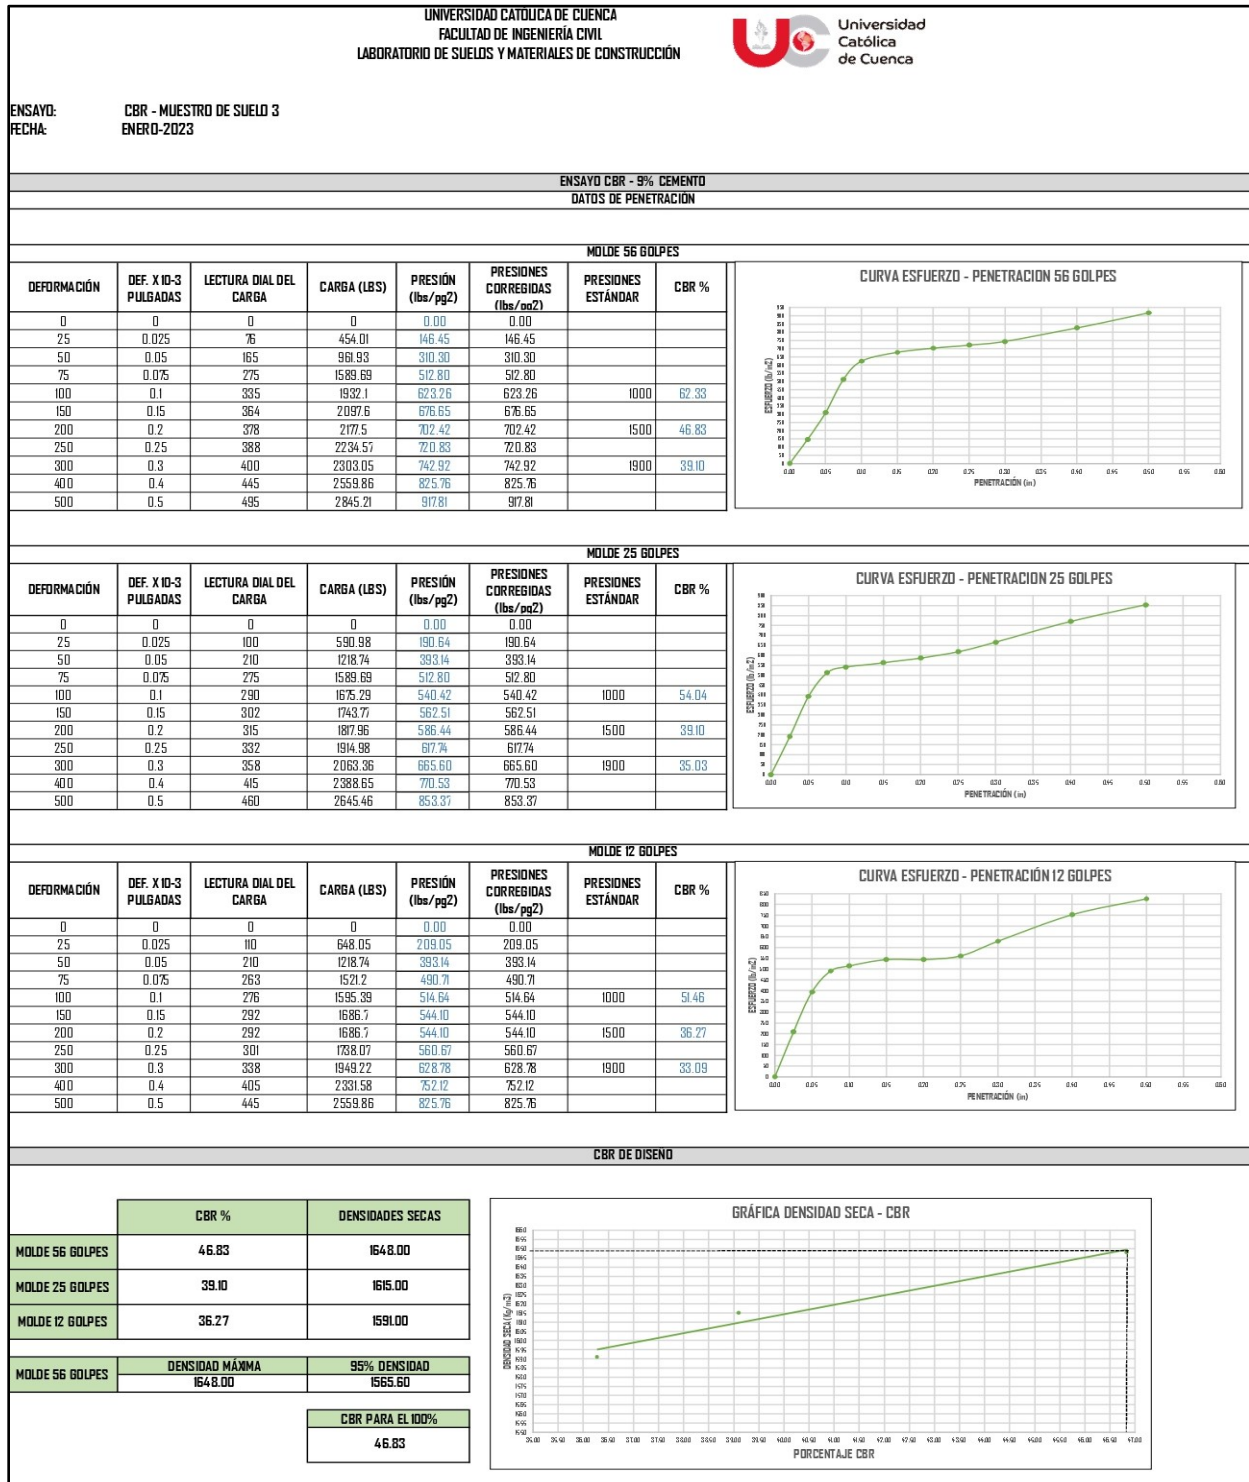 UNIVERSIDAD CATÓLICA DE CUENCA
FACULTAD DE INGENIERÍA CIVIL
LABORATORIO DE SUELOS Y MATERIALES DE CONSTRUCCIÓN
Universidad
Católica
de Cuenca
ENSAYO: CBR - MUESTRO DE SUELO 3
FECHA: ENERO-2023
ENSAYO CBR - 9% CEMENTO
DATOS DE PENETRACIÓN
MOLDE 56 GOLPES
DEFORMACIÓN DEF. X 10-3 PULGADAS LECTURA DIAL DEL CARGA CARGA (LBS) PRESIÓN (lbs/pg2) PRESIONES CORREGIDAS (lbs/pg2) PRESIONES ESTÁNDAR CBR %
0 0 0 0 0.00 0.00
25 0.025 76 454.01 146.45 146.45
50 0.05 165 961.93 310.30 310.30
75 0.075 275 1589.69 512.80 512.80
100 0.1 335 1932.1 623.26 623.26 1000 62.33
150 0.15 364 2097.6 676.65 676.65
200 0.2 378 2177.5 702.42 702.42 1500 46.83
250 0.25 388 2234.57 720.83 720.83
300 0.3 400 2303.05 742.92 742.92 1900 39.10
400 0.4 445 2559.86 825.76 825.76
500 0.5 495 2845.21 917.81 917.81
CURVA ESFUERZO - PENETRACION 56 GOLPES
ESFUERZO (lb/in2)
PENETRACIÓN (in)
MOLDE 25 GOLPES
DEFORMACIÓN DEF. X 10-3 PULGADAS LECTURA DIAL DEL CARGA CARGA (LBS) PRESIÓN (lbs/pg2) PRESIONES CORREGIDAS (lbs/pg2) PRESIONES ESTÁNDAR CBR %
0 0 0 0 0.00 0.00
25 0.025 100 590.98 190.64 190.64
50 0.05 210 1218.74 393.14 393.14
75 0.075 275 1589.69 512.80 512.80
100 0.1 290 1675.29 540.42 540.42 1000 54.04
150 0.15 302 1743.77 562.51 562.51
200 0.2 315 1817.96 586.44 586.44 1500 39.10
250 0.25 332 1914.98 617.74 617.74
300 0.3 358 2063.36 665.60 665.60 1900 35.03
400 0.4 415 2388.65 770.53 770.53
500 0.5 460 2645.46 853.37 853.37
CURVA ESFUERZO - PENETRACION 25 GOLPES
ESFUERZO (lb/in2)
PENETRACIÓN (in)
MOLDE 12 GOLPES
DEFORMACIÓN DEF. X 10-3 PULGADAS LECTURA DIAL DEL CARGA CARGA (LBS) PRESIÓN (lbs/pg2) PRESIONES CORREGIDAS (lbs/pg2) PRESIONES ESTÁNDAR CBR %
0 0 0 0 0.00 0.00
25 0.025 110 648.05 209.05 209.05
50 0.05 210 1218.74 393.14 393.14
75 0.075 263 1521.2 490.71 490.71
100 0.1 276 1595.39 514.64 514.64 1000 51.46
150 0.15 292 1686.7 544.10 544.10
200 0.2 292 1686.7 544.10 544.10 1500 36.27
250 0.25 301 1738.07 560.67 560.67
300 0.3 338 1949.22 628.78 628.78 1900 33.09
400 0.4 405 2331.58 752.12 752.12
500 0.5 445 2559.86 825.76 825.76
CURVA ESFUERZO - PENETRACIÓN 12 GOLPES
ESFUERZO (lb/in2)
PENETRACIÓN (in)
CBR DE DISEÑO
CBR % DENSIDADES SECAS
MOLDE 56 GOLPES 46.83 1648.00
MOLDE 25 GOLPES 39.10 1615.00
MOLDE 12 GOLPES 36.27 1591.00
MOLDE 56 GOLPES DENSIDAD MÁXIMA 95% DENSIDAD
1648.00 1565.60
CBR PARA EL 100%
46.83
GRÁFICA DENSIDAD SECA - CBR
DENSIDAD SECA (Kg/m3)
PORCENTAJE CBR